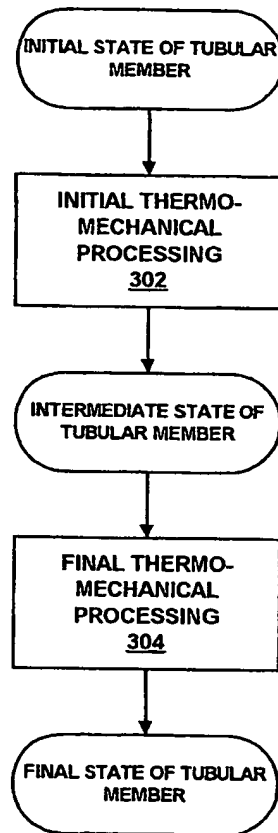 INITIAL STATE OF TUBULAR
MEMBER
INITIAL THERMO-
MECHANICAL
PROCESSING
302
INTERMEDIATE STATE OF
TUBULAR MEMBER
FINAL THERMO-
MECHANICAL
PROCESSING
304
FINAL STATE OF TUBULAR
MEMBER